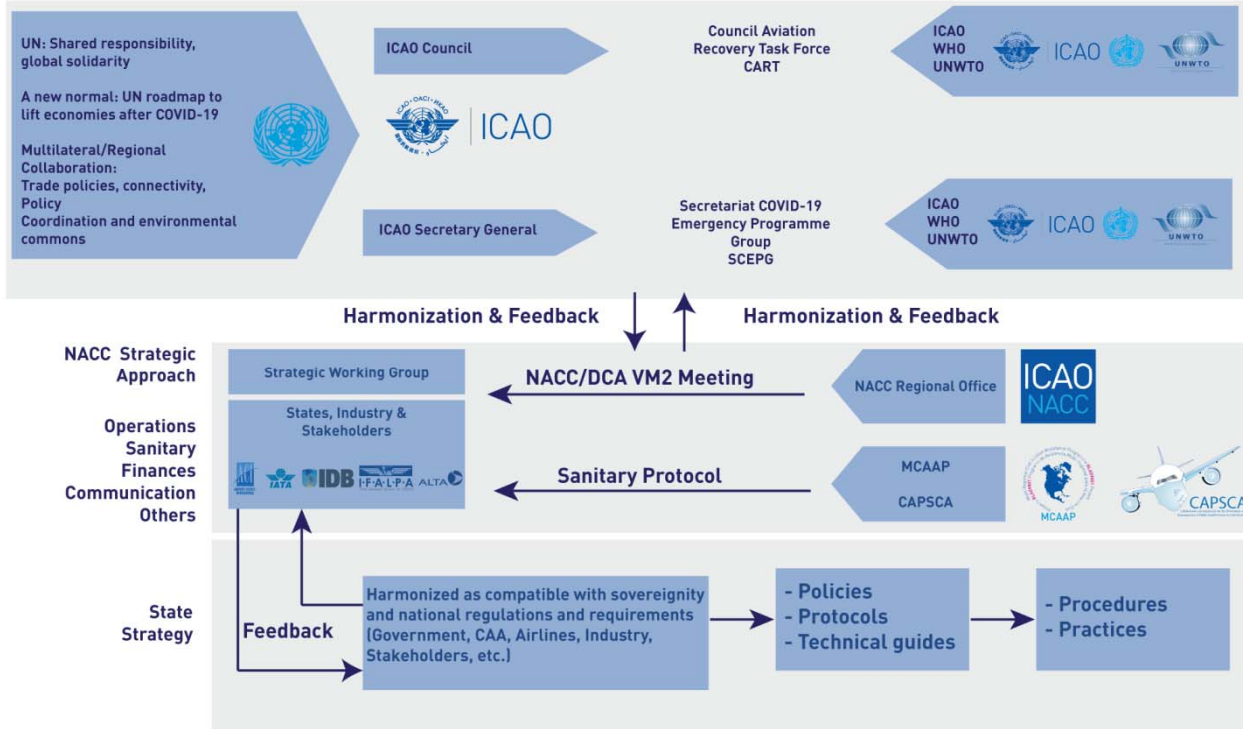 UN: Shared responsibility,
global solidarity
A new normal: UN roadmap to
lift economies after COVID-19
Multilateral/Regional
Collaboration:
Trade policies, connectivity,
Policy
Coordination and environmental
commons
ICAO Council
ICAO • OACI • ИКАО
ICAO
ICAO Secretary General
Council Aviation
Recovery Task Force
CART
ICAO
WHO
UNWTO
ICAO
UNWTO
Secretariat COVID-19
Emergency Programme
Group
SCEPG
ICAO
WHO
UNWTO
ICAO
UNWTO
Harmonization & Feedback
Harmonization & Feedback
NACC Strategic
Approach
Strategic Working Group
NACC/DCA VM2 Meeting
NACC Regional Office
ICAO
NACC
Operations
Sanitary
Finances
Communication
Others
States, Industry &
Stakeholders
IATA
IDB
I·F·A·L·P·A
ALTA
Sanitary Protocol
MCAAP
CAPSCA
MCAAP
CAPSCA
State
Strategy
Feedback
Harmonized as compatible with sovereignity
and national regulations and requirements
(Government, CAA, Airlines, Industry,
Stakeholders, etc.)
- Policies
- Protocols
- Technical guides
- Procedures
- Practices